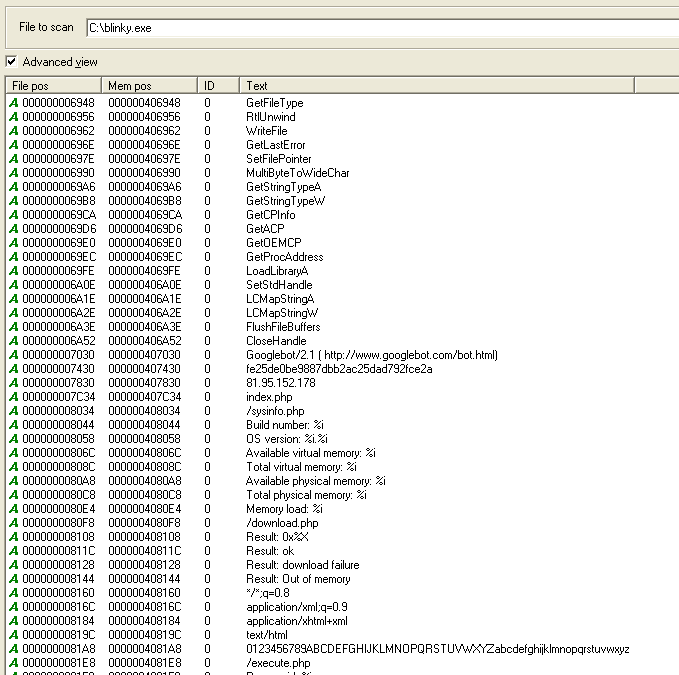 File to scan C:\blinky.exe
Advanced view
File pos Mem pos ID Text
A 000000006948 000000406948 0 GetFileType
A 000000006956 000000406956 0 RtlUnwind
A 000000006962 000000406962 0 WriteFile
A 00000000696E 00000040696E 0 GetLastError
A 00000000697E 00000040697E 0 SetFilePointer
A 000000006990 000000406990 0 MultiByteToWideChar
A 0000000069A6 0000004069A6 0 GetStringTypeA
A 0000000069B8 0000004069B8 0 GetStringTypeW
A 0000000069CA 0000004069CA 0 GetCPInfo
A 0000000069D6 0000004069D6 0 GetACP
A 0000000069E0 0000004069E0 0 GetOEMCP
A 0000000069EC 0000004069EC 0 GetProcAddress
A 0000000069FE 0000004069FE 0 LoadLibraryA
A 000000006A0E 000000406A0E 0 SetStdHandle
A 000000006A1E 000000406A1E 0 LCMapStringA
A 000000006A2E 000000406A2E 0 LCMapStringW
A 000000006A3E 000000406A3E 0 FlushFileBuffers
A 000000006A52 000000406A52 0 CloseHandle
A 000000007030 000000407030 0 Googlebot/2.1 ( http://www.googlebot.com/bot.html)
A 000000007430 000000407430 0 fe25de0be9887dbb2ac25dad792fce2a
A 000000007830 000000407830 0 81.95.152.178
A 000000007C34 000000407C34 0 index.php
A 000000008034 000000408034 0 /sysinfo.php
A 000000008044 000000408044 0 Build number: %i
A 000000008058 000000408058 0 OS version: %i.%i
A 00000000806C 00000040806C 0 Available virtual memory: %i
A 00000000808C 00000040808C 0 Total virtual memory: %i
A 0000000080A8 0000004080A8 0 Available physical memory: %i
A 0000000080C8 0000004080C8 0 Total physical memory: %i
A 0000000080E4 0000004080E4 0 Memory load: %i
A 0000000080F8 0000004080F8 0 /download.php
A 000000008108 000000408108 0 Result: 0x%X
A 00000000811C 00000040811C 0 Result: ok
A 000000008128 000000408128 0 Result: download failure
A 000000008144 000000408144 0 Result: Out of memory
A 000000008160 000000408160 0 */*;q=0.8
A 00000000816C 00000040816C 0 application/xml;q=0.9
A 000000008184 000000408184 0 application/xhtml+xml
A 00000000819C 00000040819C 0 text/html
A 0000000081A8 0000004081A8 0 0123456789ABCDEFGHIJKLMNOPQRSTUVWXYZabcdefghijklmnopqrstuvwxyz
A 0000000081E8 0000004081E8 0 /execute.php